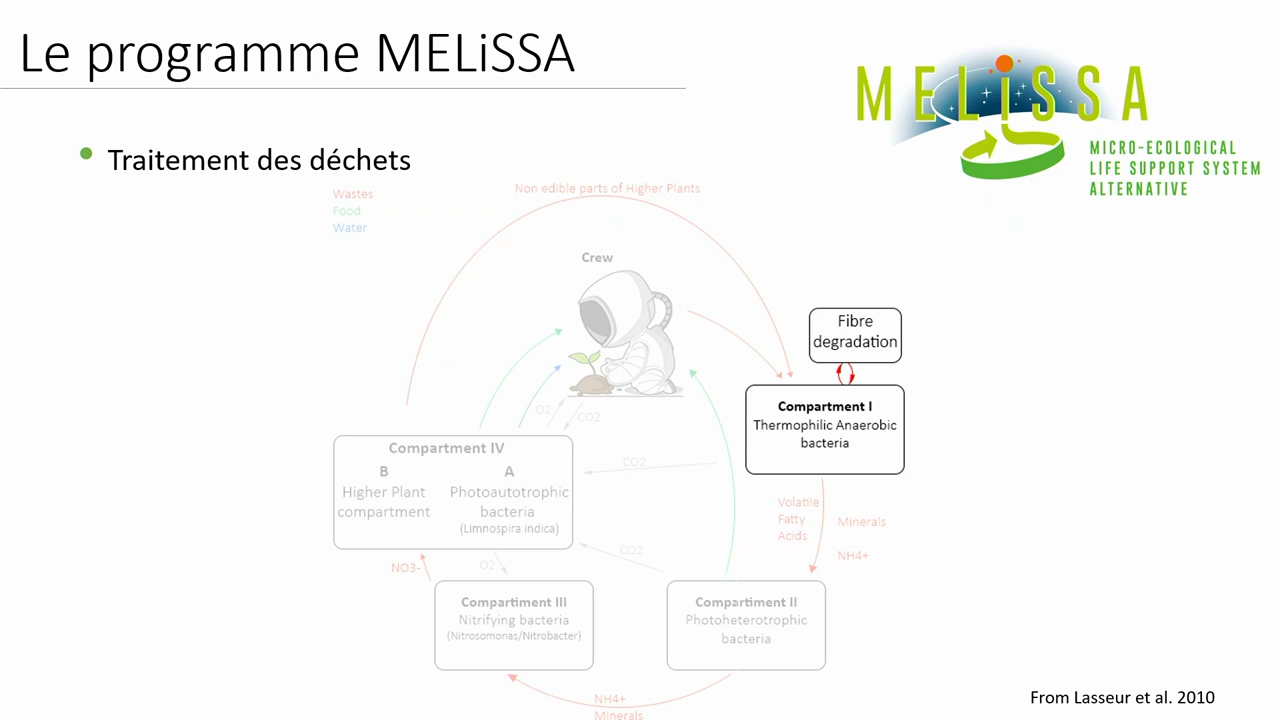 Le programme MELiSSA
MELiSSA
MICRO-ECOLOGICAL
LIFE SUPPORT SYSTEM
ALTERNATIVE
• Traitement des déchets
Wastes
Food
Water
Non edible parts of Higher Plants
Crew
Fibre
degradation
Compartment I
Thermophilic Anaerobic
bacteria
O2
CO2
Compartment IV
B
Higher Plant
compartment
A
Photoautotrophic
bacteria
(Limnospira indica)
CO2
Volatile
Fatty
Acids
Minerals
NH4+
CO2
NO3-
O2
Compartiment III
Nitrifying bacteria
(Nitrosomonas/Nitrobacter)
Compartiment II
Photoheterotrophic
bacteria
NH4+
Minerals
From Lasseur et al. 2010